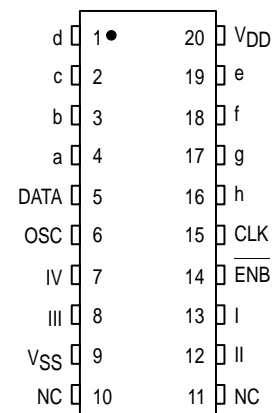 d 1 20 VDD
c 2 19 e
b 3 18 f
a 4 17 g
DATA 5 16 h
OSC 6 15 CLK
IV 7 14 ENB
III 8 13 I
VSS 9 12 II
NC 10 11 NC